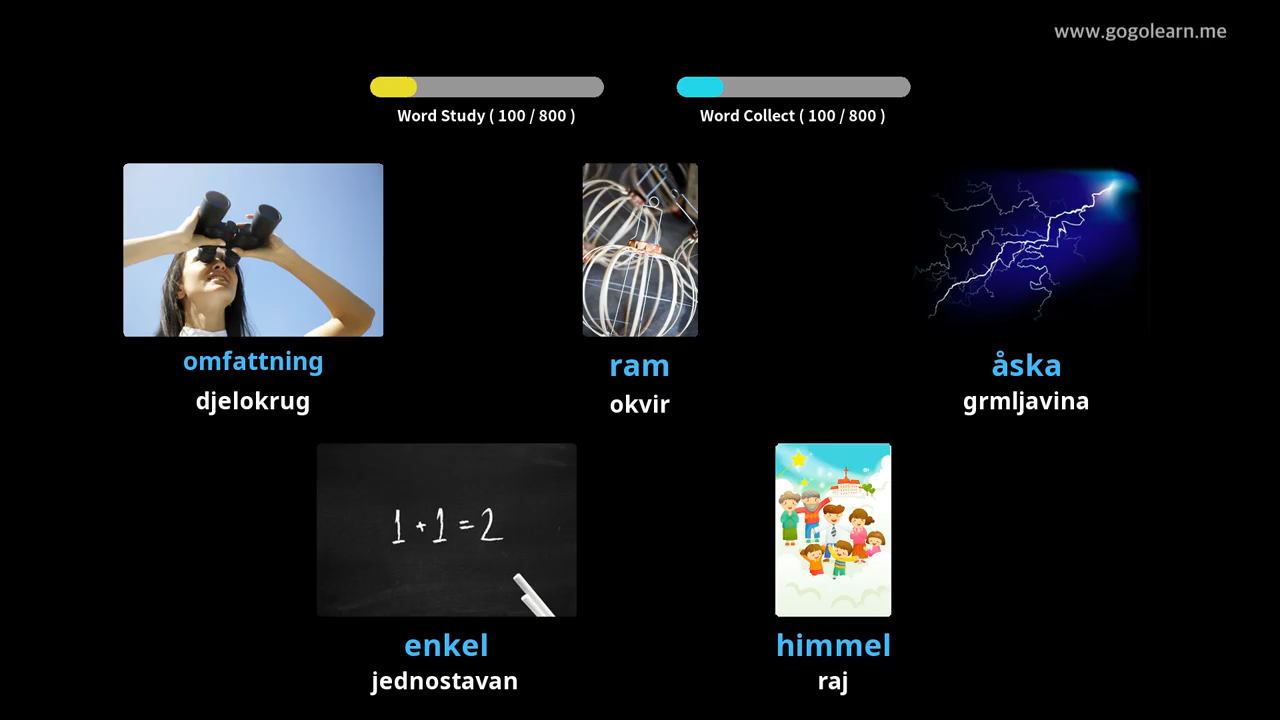 www.gogolearn.me
Word Study ( 100 / 800 )
Word Collect ( 100 / 800 )
omfattning
djelokrug
ram
okvir
åska
grmljavina
1 + 1 = 2
enkel
jednostavan
himmel
raj